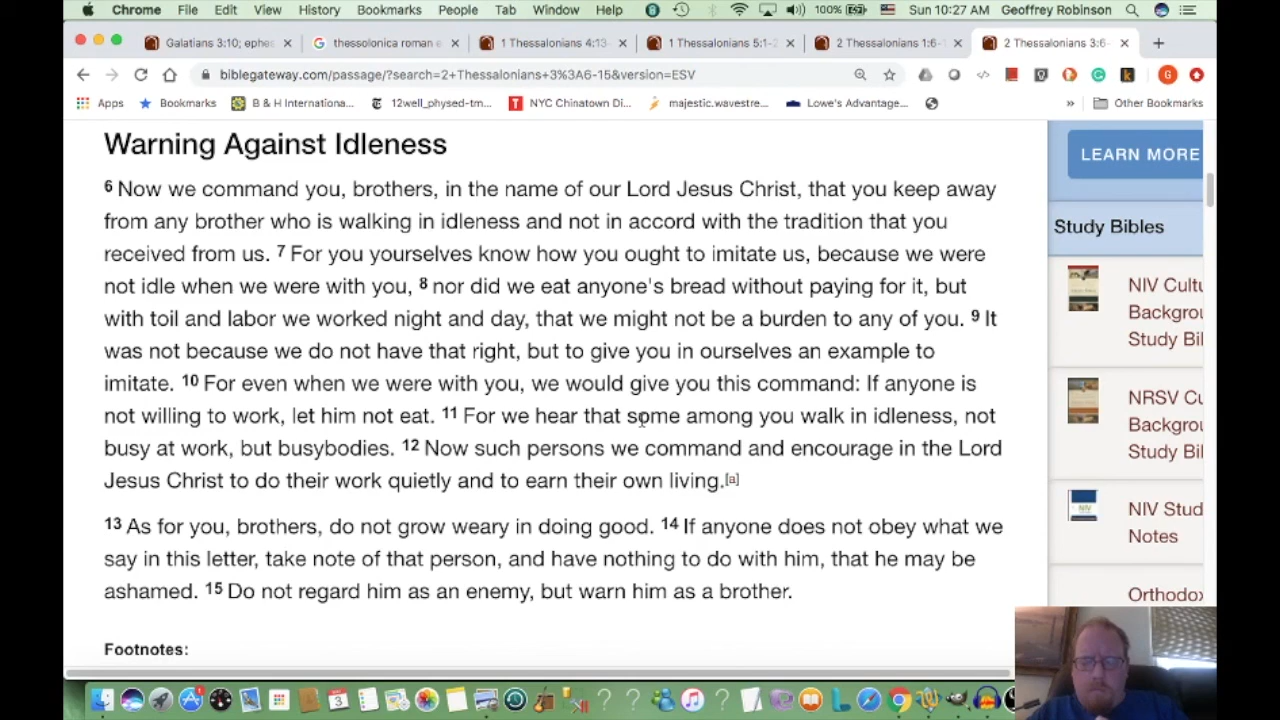 Chrome File Edit View History Bookmarks People Tab Window Help 100% Sun 10:27 AM Geoffrey Robinson
Galatians 3:10; ephes thessolonica roman e 1 Thessalonians 4:13- 1 Thessalonians 5:1-2 2 Thessalonians 1:6-1 2 Thessalonians 3:6-
biblegateway.com/passage/?search=2+Thessalonians+3%3A6-15&version=ESV
Apps Bookmarks B & H Internationa... 12well_physed-tm... NYC Chinatown Di... majestic.wavestre... Lowe's Advantage... » Other Bookmarks
Warning Against Idleness
6 Now we command you, brothers, in the name of our Lord Jesus Christ, that you keep away
from any brother who is walking in idleness and not in accord with the tradition that you
received from us. 7 For you yourselves know how you ought to imitate us, because we were
not idle when we were with you, 8 nor did we eat anyone's bread without paying for it, but
with toil and labor we worked night and day, that we might not be a burden to any of you. 9 It
was not because we do not have that right, but to give you in ourselves an example to
imitate. 10 For even when we were with you, we would give you this command: If anyone is
not willing to work, let him not eat. 11 For we hear that some among you walk in idleness, not
busy at work, but busybodies. 12 Now such persons we command and encourage in the Lord
Jesus Christ to do their work quietly and to earn their own living.[a]
13 As for you, brothers, do not grow weary in doing good. 14 If anyone does not obey what we
say in this letter, take note of that person, and have nothing to do with him, that he may be
ashamed. 15 Do not regard him as an enemy, but warn him as a brother.
Footnotes:
LEARN MORE
Study Bibles
NIV Cultu
Backgrou
Study Bil
NRSV Cu
Backgrou
Study Bil
NIV Stud
Notes
Orthodox